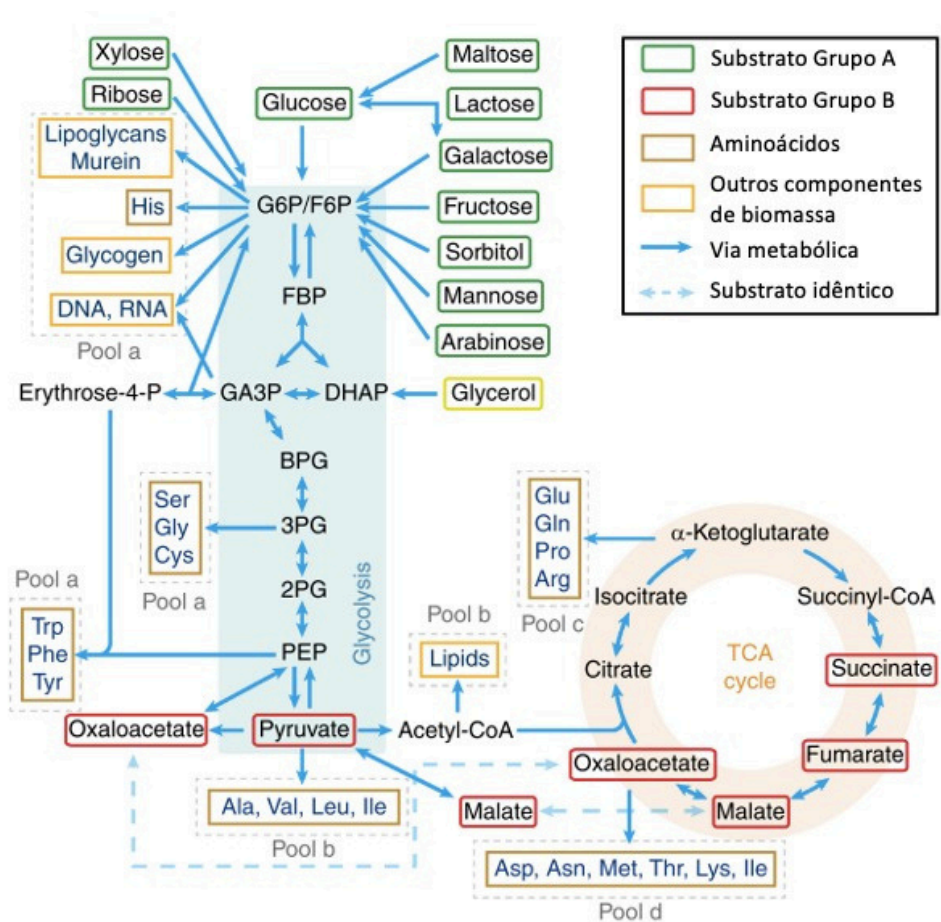 Xylose
Ribose
Lipoglycans
Murein
His
Glycogen
DNA, RNA
Pool a
Glucose
Maltose
Lactose
Galactose
Fructose
Sorbitol
Mannose
Arabinose
Glycerol
G6P/F6P
FBP
Erythrose-4-P
GA3P
DHAP
BPG
3PG
2PG
PEP
Glycolysis
Ser
Gly
Cys
Pool a
Pool a
Trp
Phe
Tyr
Oxaloacetate
Pyruvate
Acetyl-CoA
Pool b
Lipids
Ala, Val, Leu, Ile
Pool b
Malate
Glu
Gln
Pro
Arg
Pool c
α-Ketoglutarate
Isocitrate
Succinyl-CoA
Citrate
TCA
cycle
Succinate
Fumarate
Oxaloacetate
Malate
Asp, Asn, Met, Thr, Lys, Ile
Pool d
Substrato Grupo A
Substrato Grupo B
Aminoácidos
Outros componentes
de biomassa
Via metabólica
Substrato idêntico